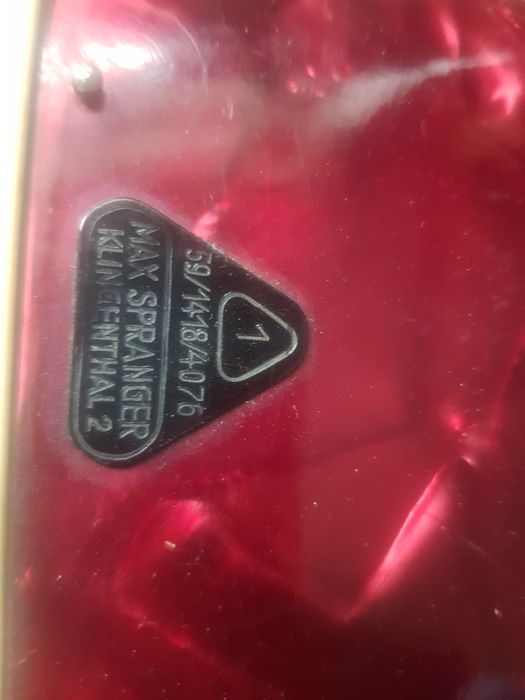 1
59/1418/4076
MAX SPRANGER
KLINGENTHAL 2